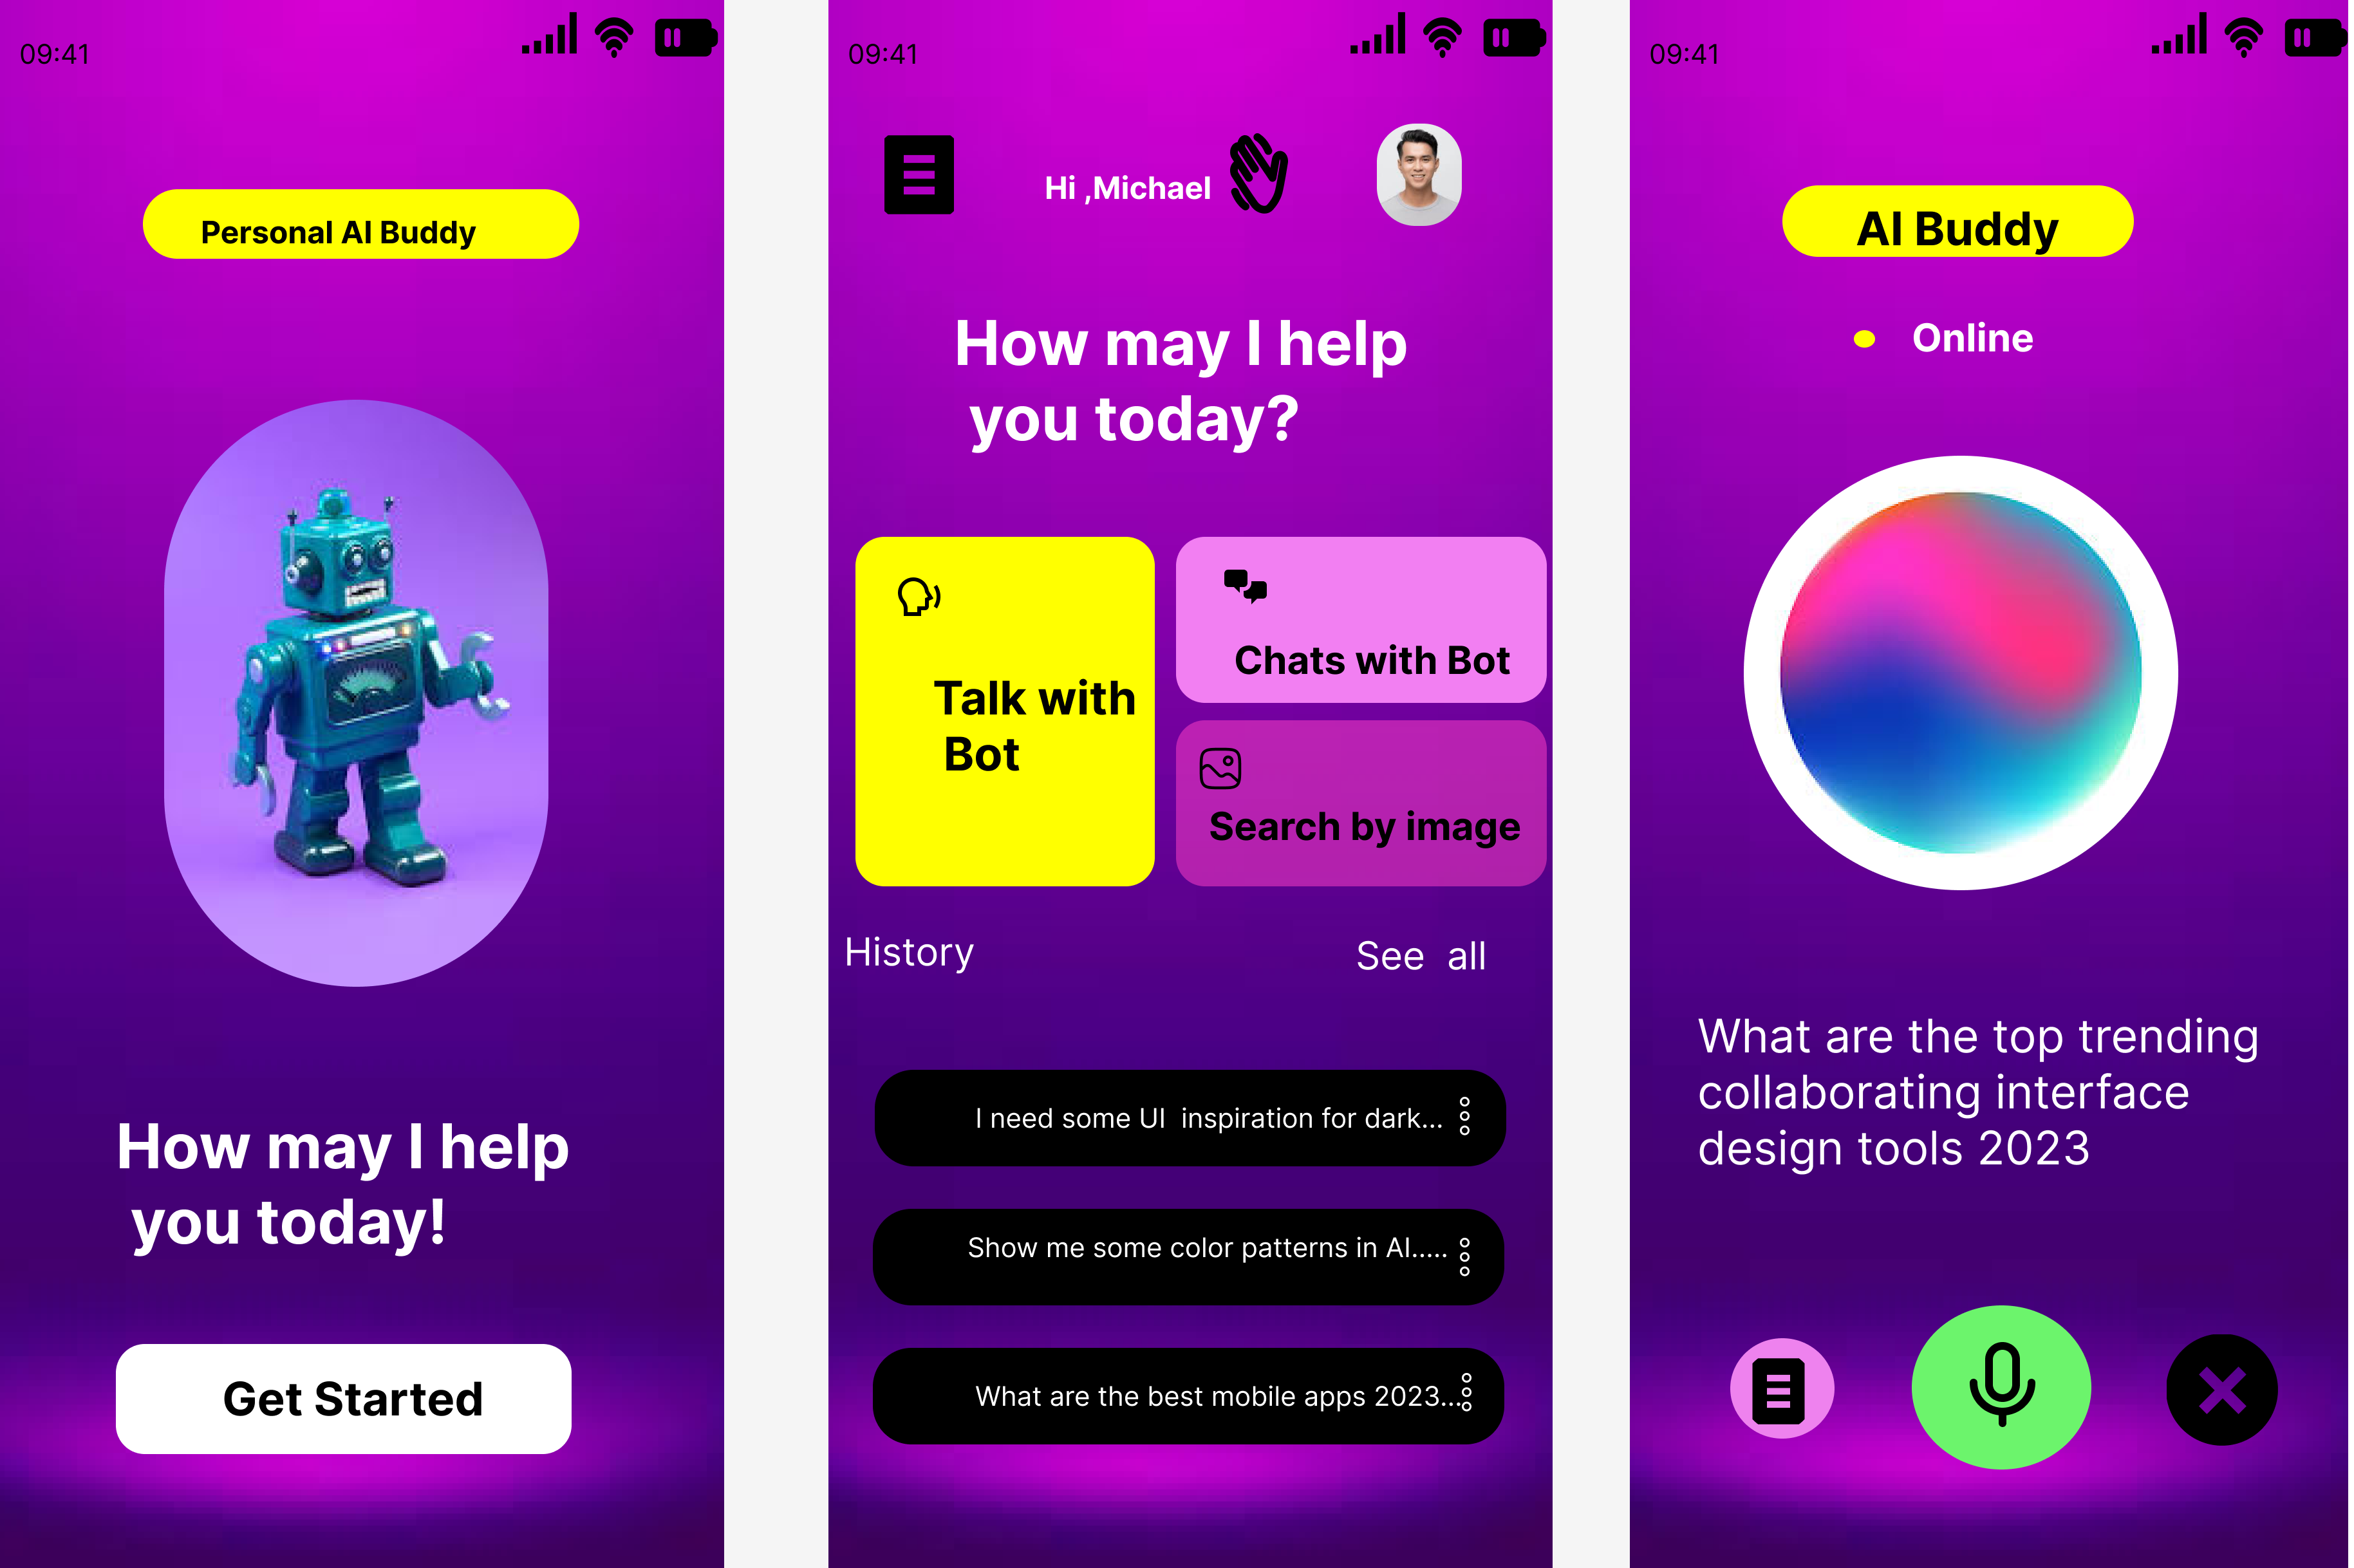 09:41
Personal AI Buddy
How may I help
you today!
Get Started
09:41
Hi ,Michael
How may I help
you today?
Talk with
Bot
Chats with Bot
Search by image
History
See all
I need some UI inspiration for dark...
Show me some color patterns in AI.....
What are the best mobile apps 2023...
09:41
AI Buddy
Online
What are the top trending
collaborating interface
design tools 2023